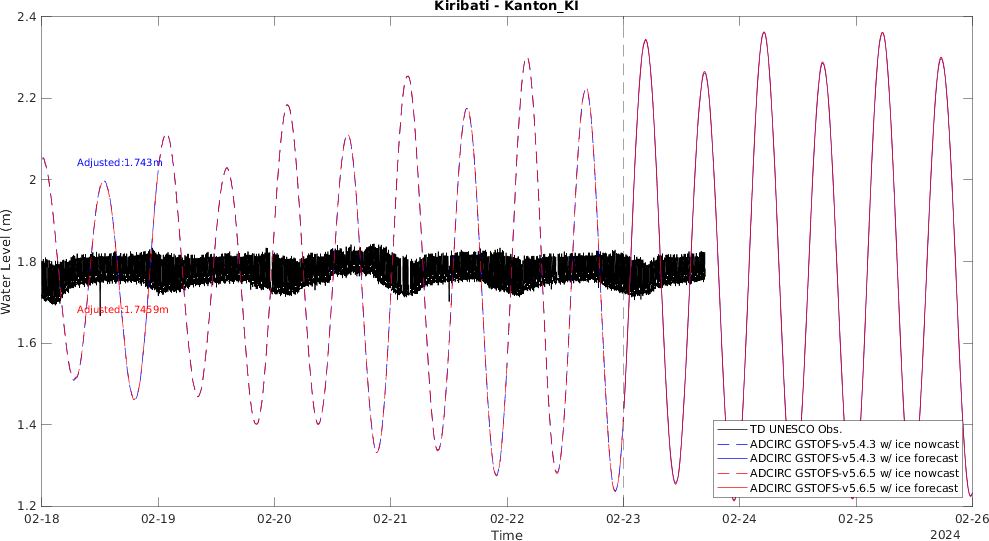 Kiribati - Kanton_KI
2.4
2.2
2
1.8
1.6
1.4
1.2
Water Level (m)
Adjusted:1.743m
Adjusted:1.7459m
TD UNESCO Obs.
ADCIRC GSTOFS-v5.4.3 w/ ice nowcast
ADCIRC GSTOFS-v5.4.3 w/ ice forecast
ADCIRC GSTOFS-v5.6.5 w/ ice nowcast
ADCIRC GSTOFS-v5.6.5 w/ ice forecast
02-18 02-19 02-20 02-21 02-22 02-23 02-24 02-25 02-26
Time
2024